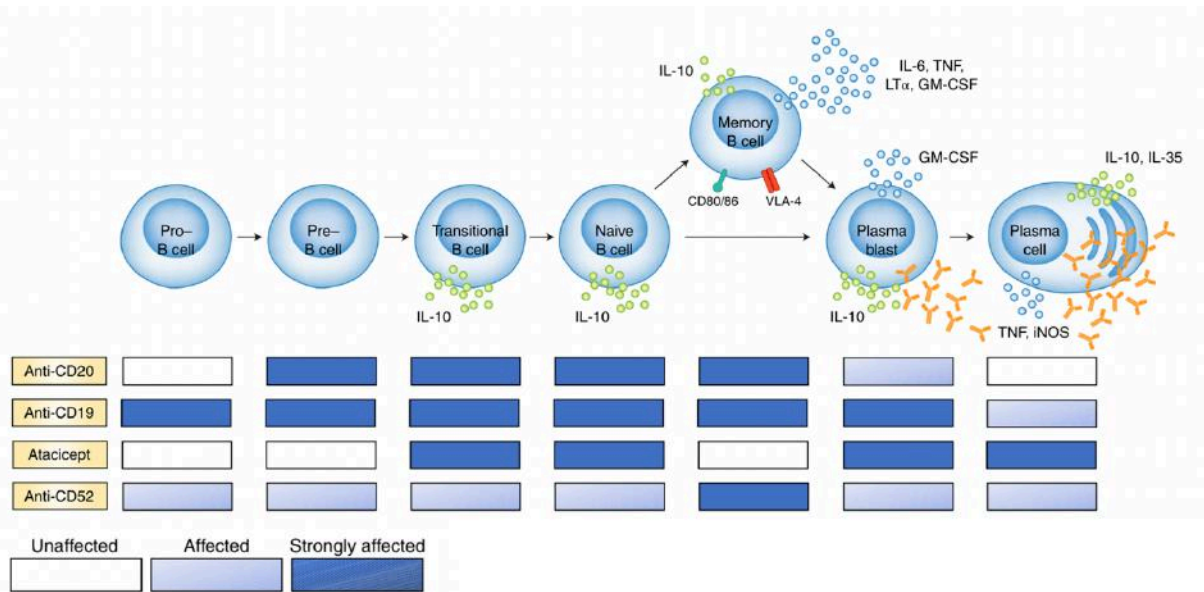 IL-10
IL-6, TNF,
LTα, GM-CSF
Memory
B cell
CD80/86
VLA-4
GM-CSF
IL-10, IL-35
Pro–
B cell
Pre–
B cell
Transitional
B cell
Naive
B cell
Plasma
blast
Plasma
cell
IL-10
IL-10
IL-10
TNF, iNOS
Anti-CD20
Anti-CD19
Atacicept
Anti-CD52
Unaffected
Affected
Strongly affected